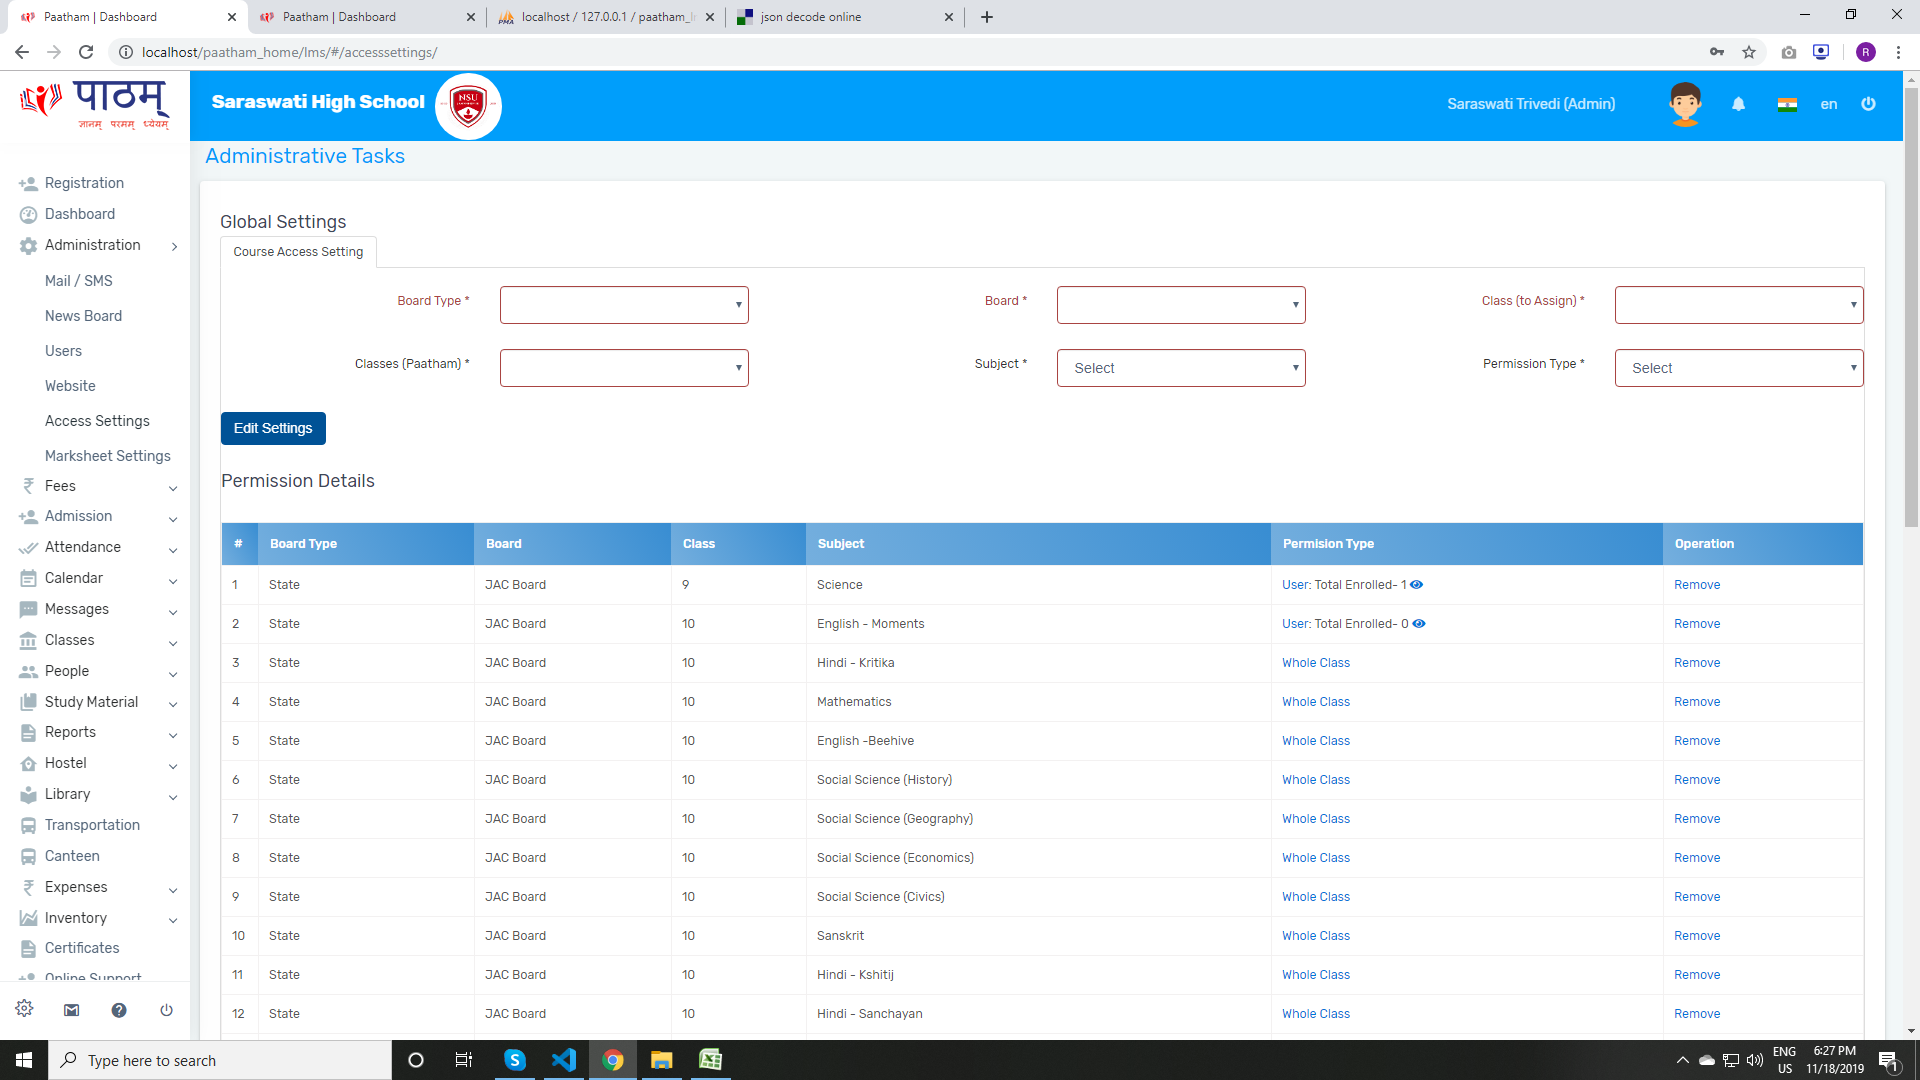 Paatham | Dashboard
Paatham | Dashboard
localhost / 127.0.0.1 / paatham_l
json decode online
localhost/paatham_home/lms/#/accesssettings/
R
पाठम्
ज्ञानम् परमम् ध्येयम्
Saraswati High School
NSU
Saraswati Trivedi (Admin)
en
Administrative Tasks
Registration
Dashboard
Administration
Mail / SMS
News Board
Users
Website
Access Settings
Marksheet Settings
Fees
Admission
Attendance
Calendar
Messages
Classes
People
Study Material
Reports
Hostel
Library
Transportation
Canteen
Expenses
Inventory
Certificates
Online Support
Global Settings
Course Access Setting
Board Type *
Board *
Class (to Assign) *
Classes (Paatham) *
Subject * Select
Permission Type * Select
Edit Settings
Permission Details
# Board Type Board Class Subject Permision Type Operation
1 State JAC Board 9 Science User: Total Enrolled- 1 Remove
2 State JAC Board 10 English - Moments User: Total Enrolled- 0 Remove
3 State JAC Board 10 Hindi - Kritika Whole Class Remove
4 State JAC Board 10 Mathematics Whole Class Remove
5 State JAC Board 10 English -Beehive Whole Class Remove
6 State JAC Board 10 Social Science (History) Whole Class Remove
7 State JAC Board 10 Social Science (Geography) Whole Class Remove
8 State JAC Board 10 Social Science (Economics) Whole Class Remove
9 State JAC Board 10 Social Science (Civics) Whole Class Remove
10 State JAC Board 10 Sanskrit Whole Class Remove
11 State JAC Board 10 Hindi - Kshitij Whole Class Remove
12 State JAC Board 10 Hindi - Sanchayan Whole Class Remove
Type here to search
ENG
US
6:27 PM
11/18/2019
1